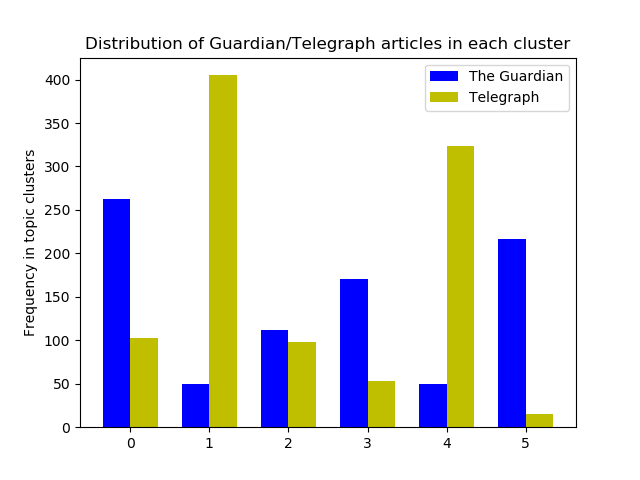 Distribution of Guardian/Telegraph articles in each cluster
The Guardian
Telegraph
Frequency in topic clusters
400
350
300
250
200
150
100
50
0
0 1 2 3 4 5